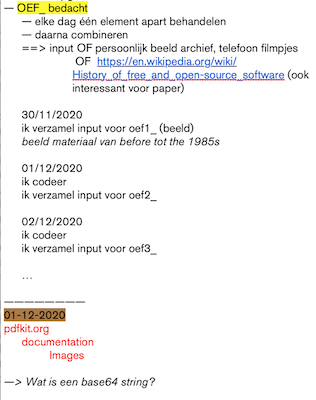 — OEF_ bedacht
— elke dag één element apart behandelen
— daarna combineren
==> input OF persoonlijk beeld archief, telefoon filmpjes
OF https://en.wikipedia.org/wiki/
History_of_free_and_open-source_software (ook
interessant voor paper)
30/11/2020
ik verzamel input voor oef1_ (beeld)
beeld materiaal van before tot the 1985s
01/12/2020
ik codeer
ik verzamel input voor oef2_
02/12/2020
ik codeer
ik verzamel input voor oef3_
...
————————
01-12-2020
pdfkit.org
documentation
Images
—> Wat is een base64 string?